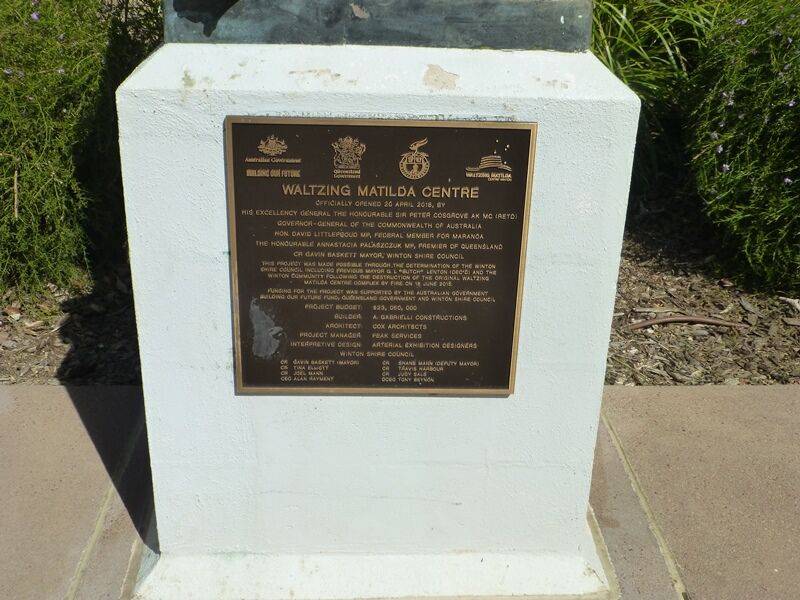 Australian Government
BUILDING OUR FUTURE
Queensland
Government
WALTZING MATILDA
WALTZING MATILDA CENTRE
OFFICIALLY OPENED 20 APRIL 2018, BY
HIS EXCELLENCY GENERAL THE HONOURABLE SIR PETER COSGROVE AK MC (RETD)
GOVERNOR-GENERAL OF THE COMMONWEALTH OF AUSTRALIA
HON. DAVID LITTLEPROUD MP, FEDERAL MEMBER FOR MARANOA
THE HONOURABLE ANNASTACIA PALASZCZUK MP, PREMIER OF QUEENSLAND
CR GAVIN BASKETT MAYOR, WINTON SHIRE COUNCIL
THIS PROJECT WAS MADE POSSIBLE THROUGH THE DETERMINATION OF THE WINTON
SHIRE COUNCIL INCLUDING PREVIOUS MAYOR G. L "BUTCH" LENTON (DEC'D) AND THE
WINTON COMMUNITY FOLLOWING THE DESTRUCTION OF THE ORIGINAL WALTZING
MATILDA CENTRE COMPLEX BY FIRE ON 18 JUNE 2015.
FUNDING FOR THE PROJECT WAS SUPPORTED BY THE AUSTRALIAN GOVERNMENT
BUILDING OUR FUTURE FUND, QUEENSLAND GOVERNMENT AND WINTON SHIRE COUNCIL
PROJECT BUDGET: $23, 050, 000
BUILDER: A. GABRIELLI CONSTRUCTIONS
ARCHITECT: COX ARCHITECTS
PROJECT MANAGER PEAK SERVICES
INTERPRETIVE DESIGN ARTERIAL EXHIBITION DESIGNERS
WINTON SHIRE COUNCIL
CR GAVIN BASKETT (MAYOR) CR SHANE MANN (DEPUTY MAYOR)
CR TINA ELLIOTT CR TRAVIS HARBOUR
CR JOEL MANN CR JUDY SALE
CEO ALAN RAYMENT DCEO TONY BEYNON